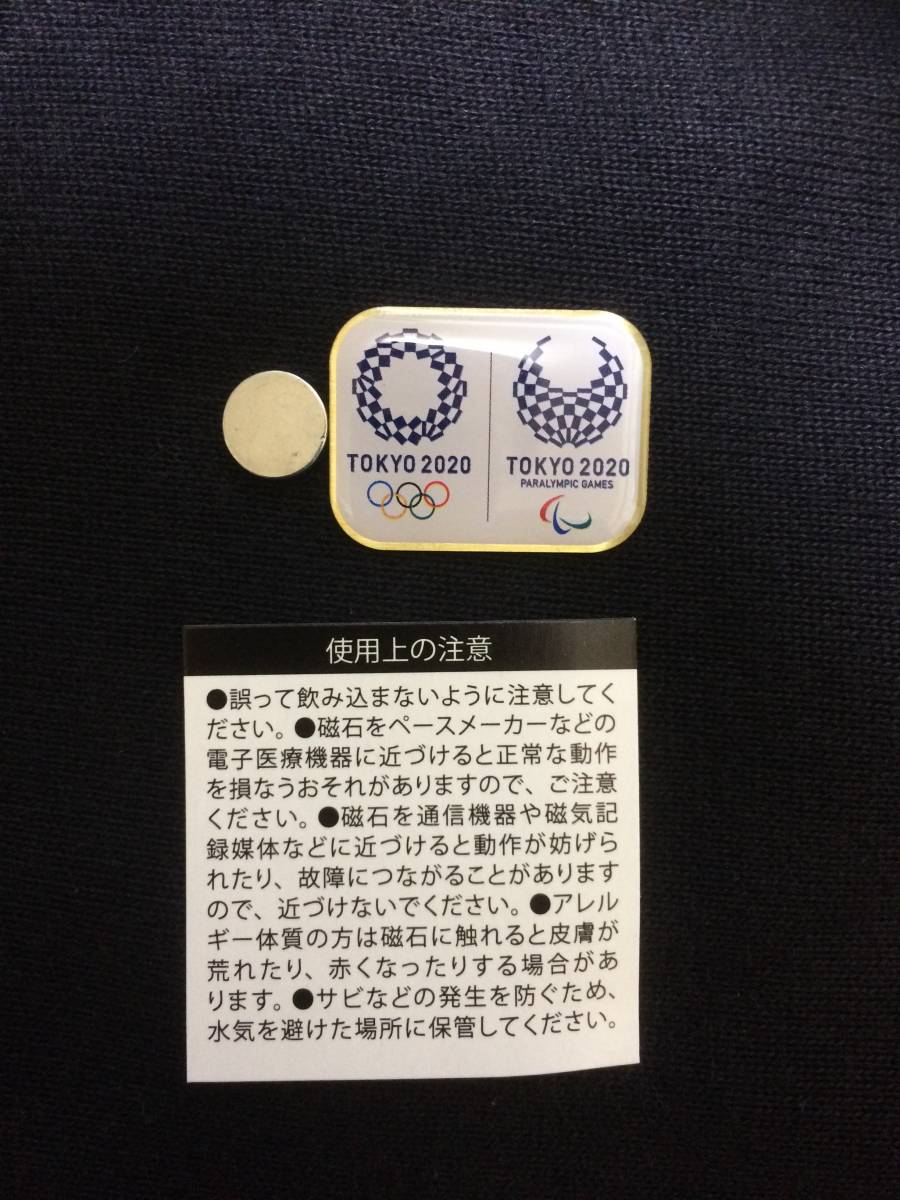 TOKYO 2020
TOKYO 2020
PARALYMPIC GAMES
使用上の注意
●誤って飲み込まないように注意してく
ださい。●磁石をペースメーカーなどの
電子医療機器に近づけると正常な動作
を損なうおそれがありますので、ご注意
ください。●磁石を通信機器や磁気記
録媒体などに近づけると動作が妨げら
れたり、故障につながることがあります
ので、近づけないでください。●アレル
ギー体質の方は磁石に触れると皮膚が
荒れたり、赤くなったりする場合があ
ります。●サビなどの発生を防ぐため、
水気を避けた場所に保管してください。